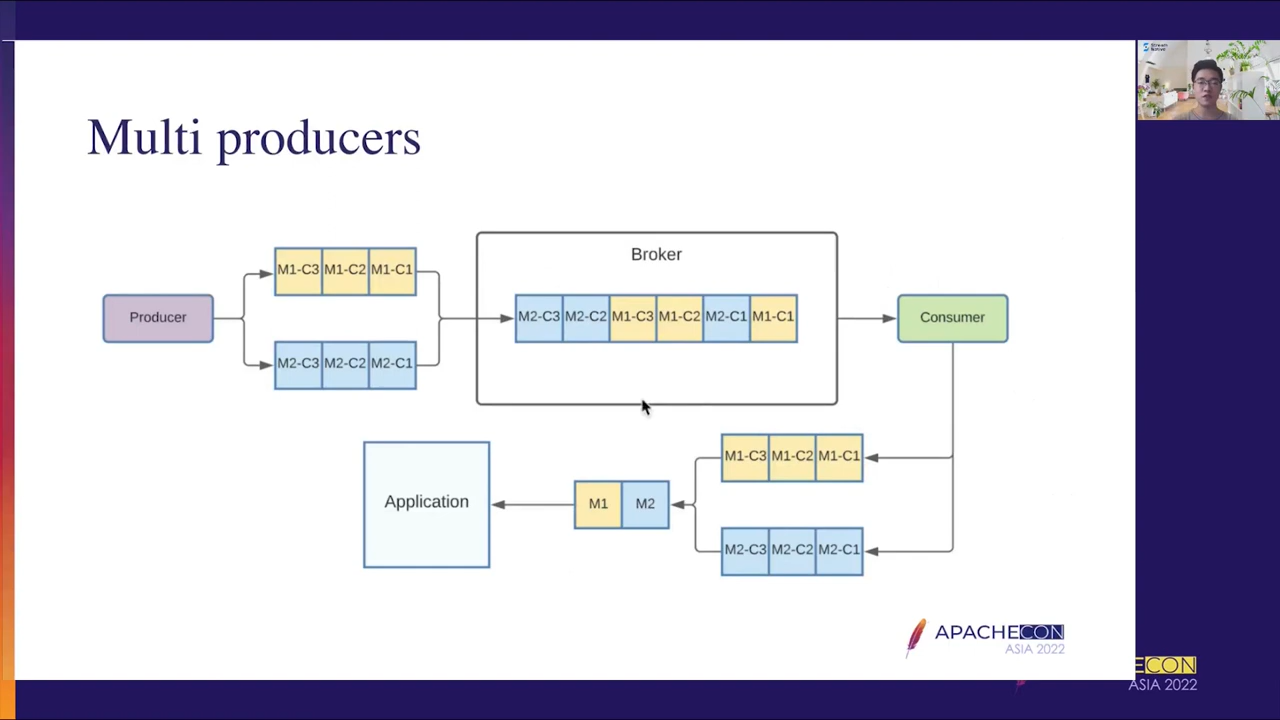 Multi producers
Stream Native
Producer
M1-C3 M1-C2 M1-C1
M2-C3 M2-C2 M2-C1
Broker
M2-C3 M2-C2 M1-C3 M1-C2 M2-C1 M1-C1
Consumer
M1-C3 M1-C2 M1-C1
M2-C3 M2-C2 M2-C1
M1 M2
Application
APACHECON
ASIA 2022
ECON
ASIA 2022